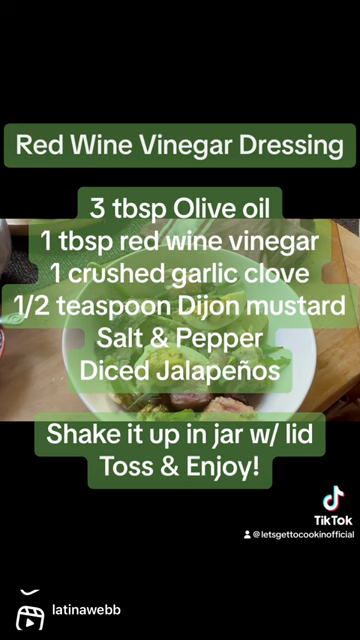 Red Wine Vinegar Dressing
3 tbsp Olive oil
1 tbsp red wine vinegar
1 crushed garlic clove
1/2 teaspoon Dijon mustard
Salt & Pepper
Diced Jalapeños
Shake it up in jar w/ lid
Toss & Enjoy!
TikTok
@letsgettocookinofficial
latinawebb